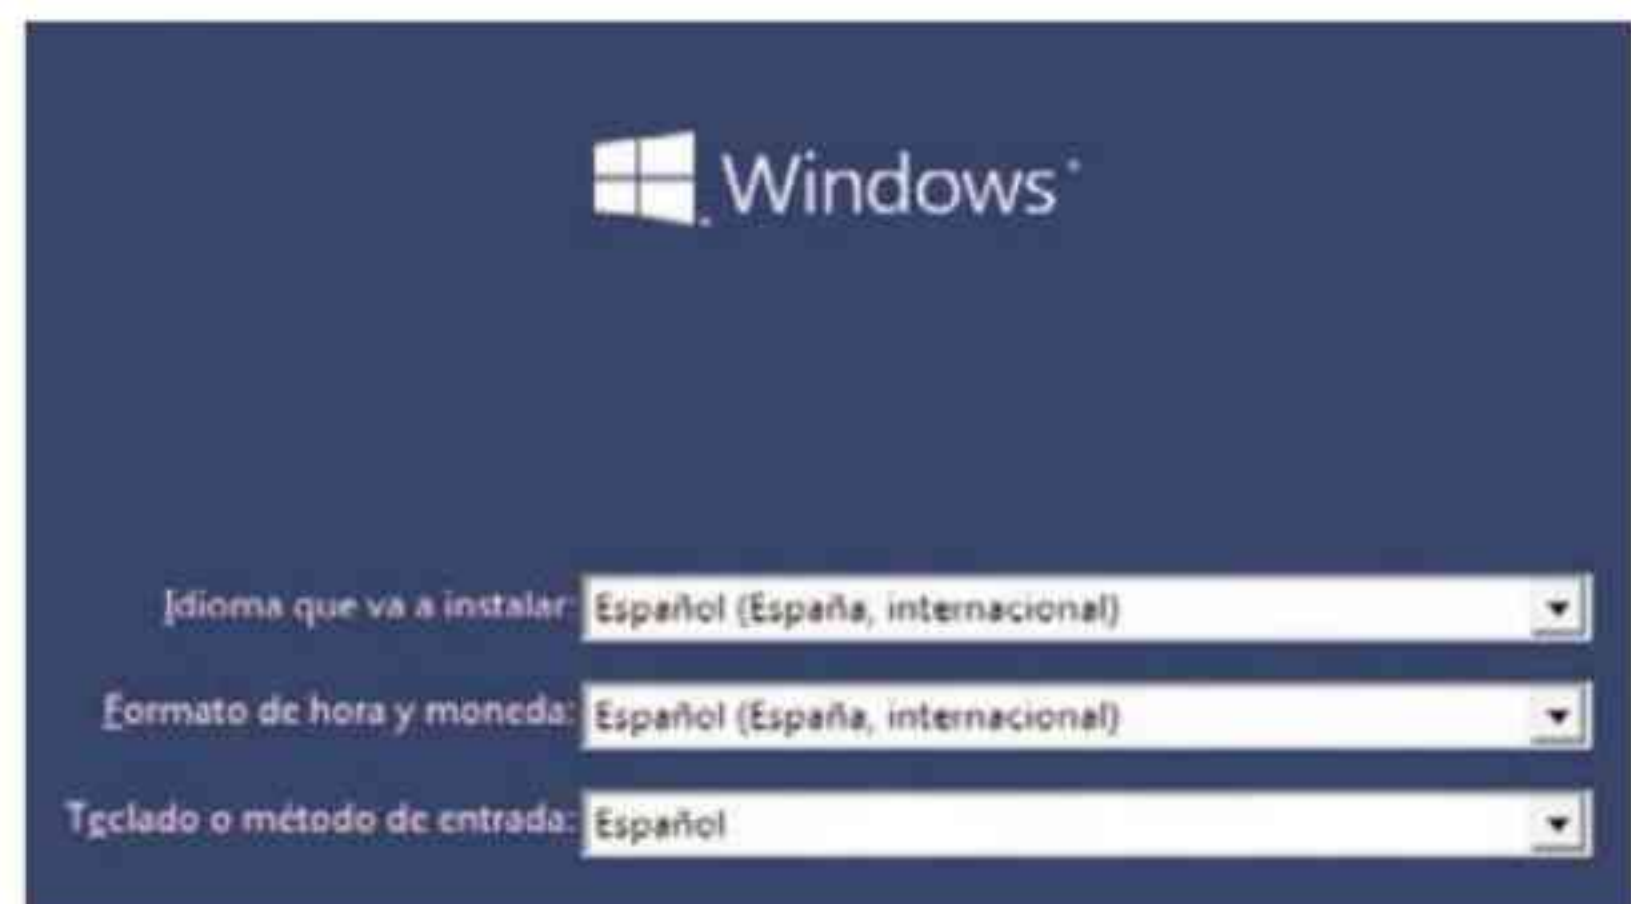 Windows
Idioma que va a instalar: Español (España, internacional)
Formato de hora y moneda: Español (España, internacional)
Teclado o método de entrada: Español